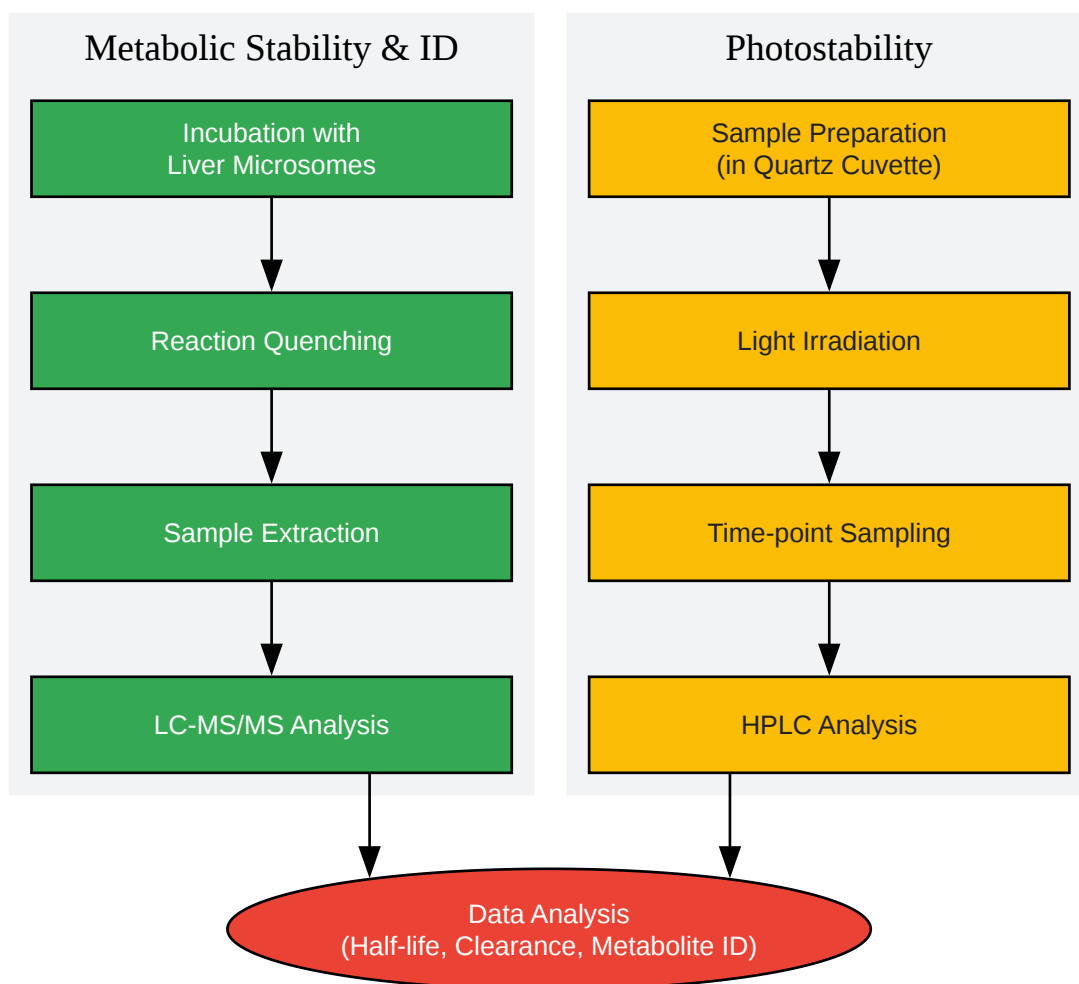 Metabolic Stability & ID
Incubation with
Liver Microsomes
Reaction Quenching
Sample Extraction
LC-MS/MS Analysis
Photostability
Sample Preparation
(in Quartz Cuvette)
Light Irradiation
Time-point Sampling
HPLC Analysis
Data Analysis
(Half-life, Clearance, Metabolite ID)